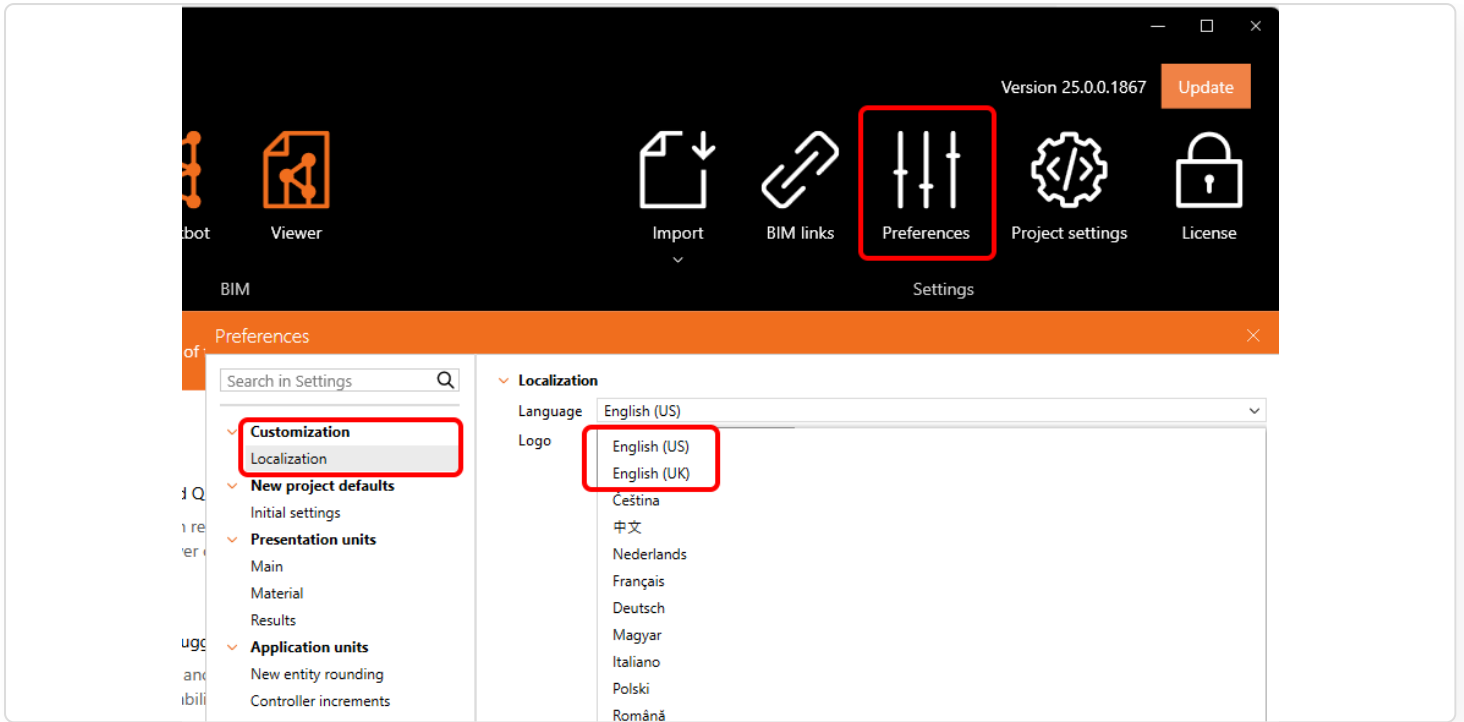 Version 25.0.0.1867 Update
bot Viewer Import BIM links Preferences Project settings License
BIM Settings
of
Preferences
Search in Settings
Customization
Localization
New project defaults
Initial settings
Presentation units
Main
Material
Results
Application units
New entity rounding
Controller increments
Localization
Language English (US)
Logo
English (US)
English (UK)
Čeština
中文
Nederlands
Français
Deutsch
Magyar
Italiano
Polski
Română